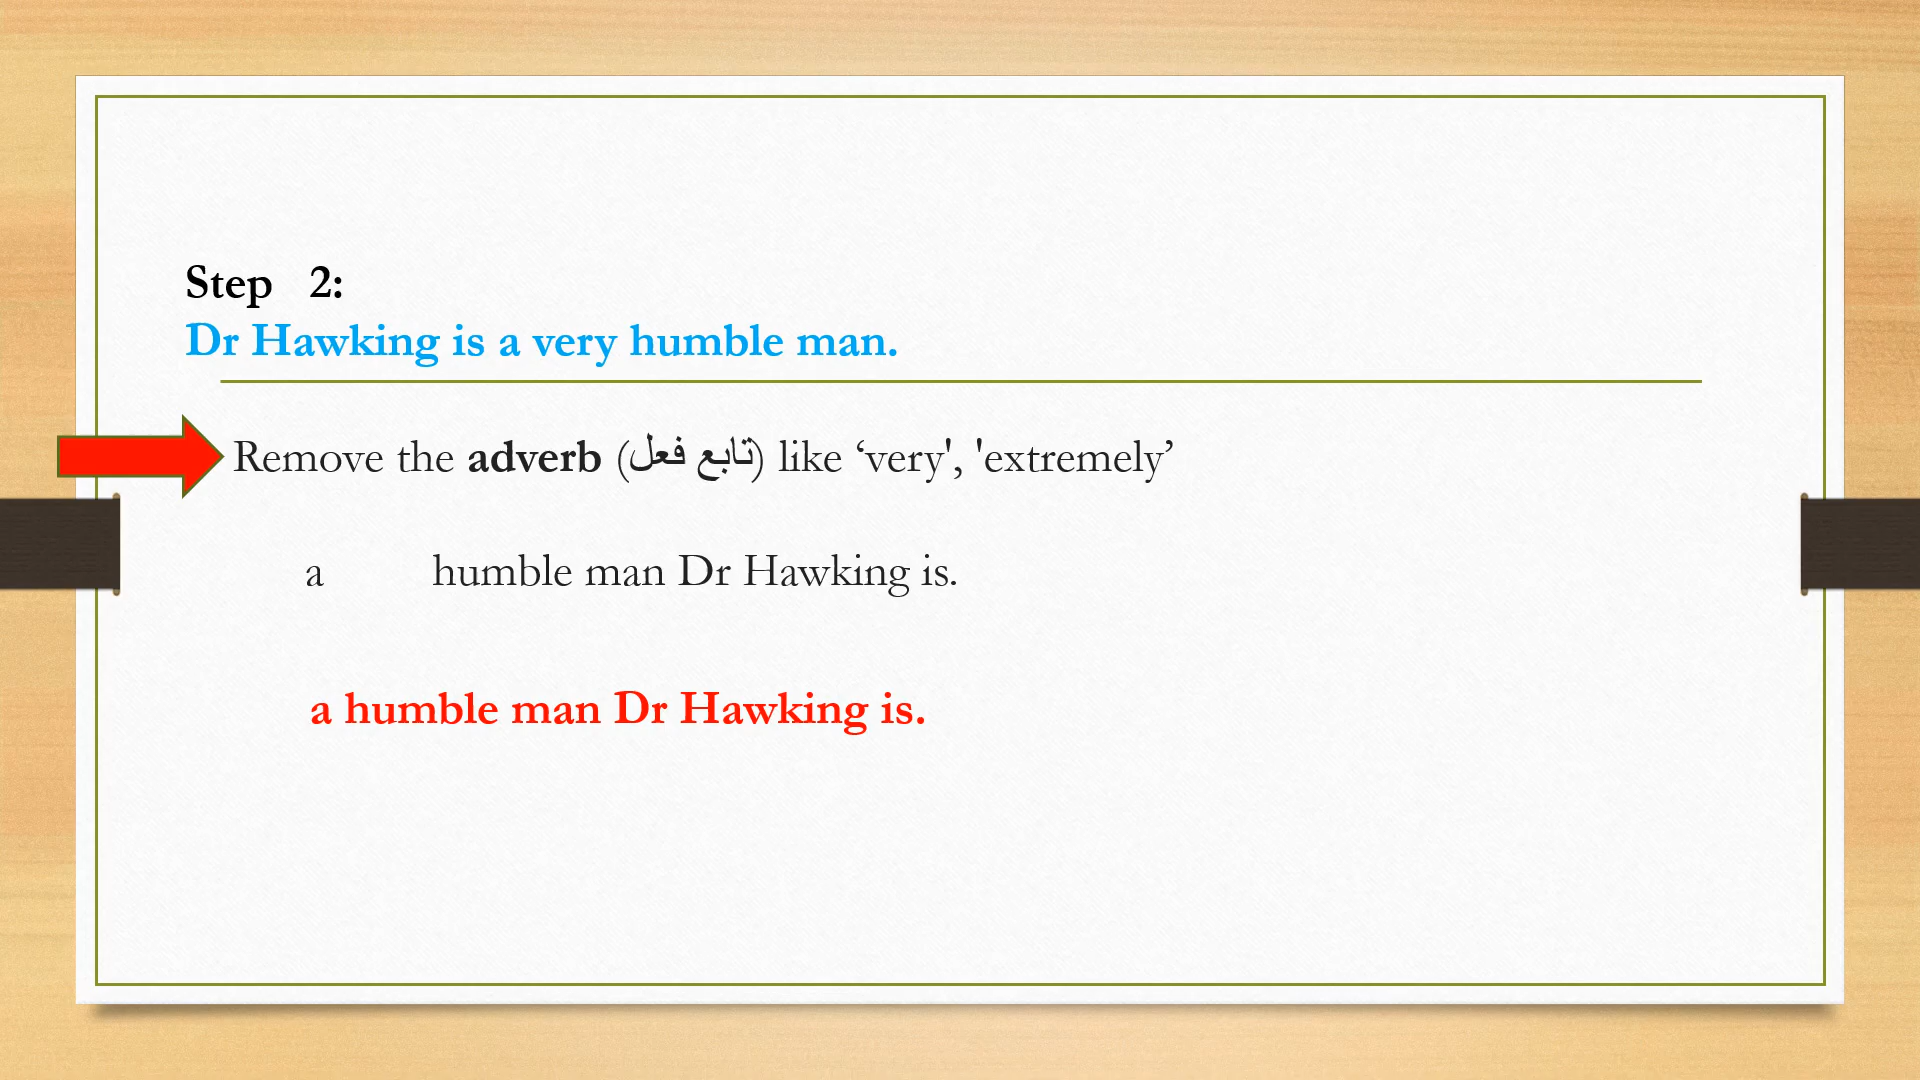 Step 2:
Dr Hawking is a very humble man.
Remove the adverb (تابع فعل) like ‘very', 'extremely’
a humble man Dr Hawking is.
a humble man Dr Hawking is.